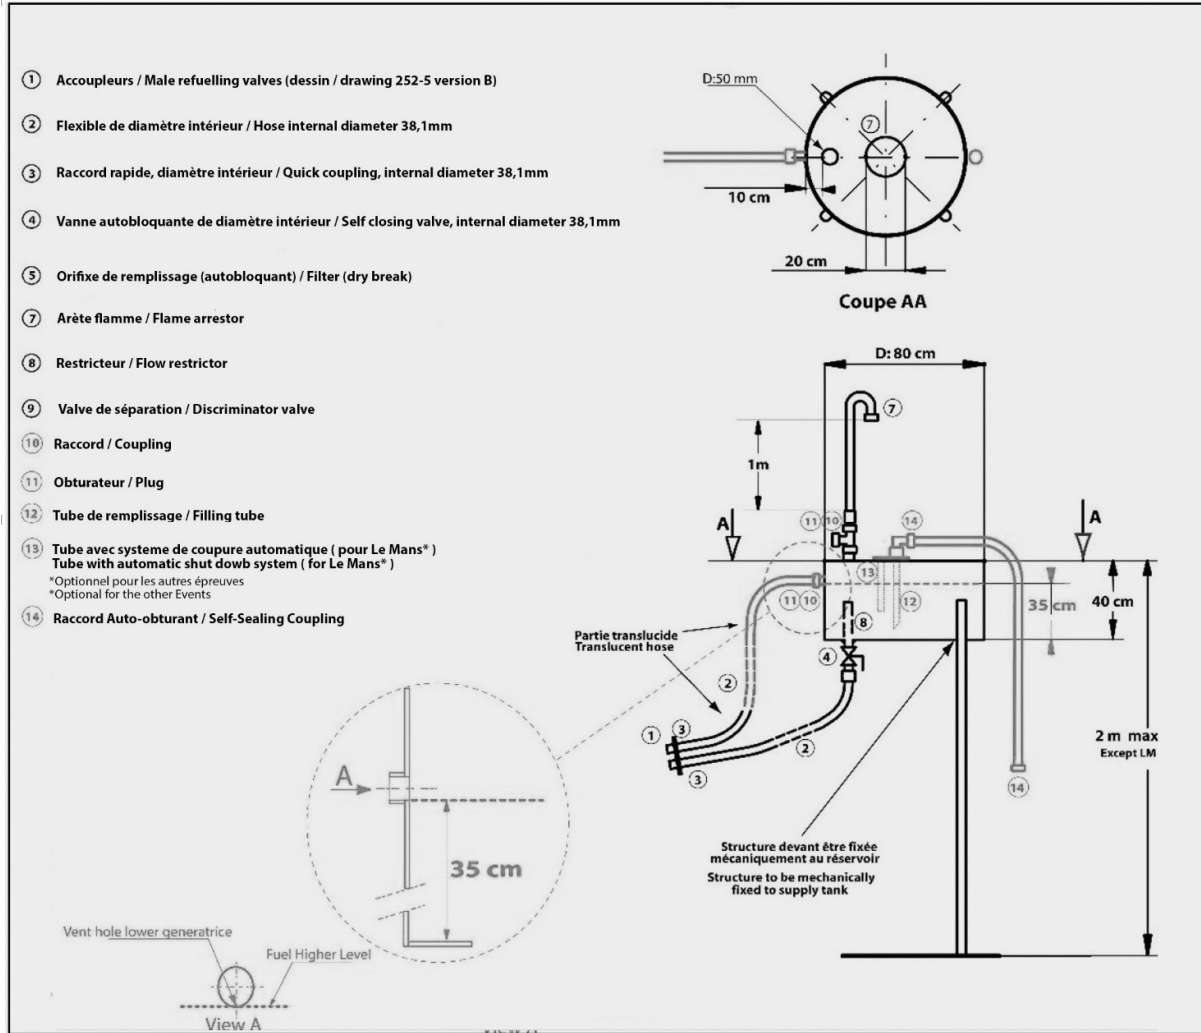 1 Accoupleurs / Male refuelling valves (dessin / drawing 252-5 version B)
2 Flexible de diamètre intérieur / Hose internal diameter 38,1mm
3 Raccord rapide, diamètre intérieur / Quick coupling, internal diameter 38,1mm
4 Vanne autobloquante de diamètre intérieur / Self closing valve, internal diameter 38,1mm
5 Orifixe de remplissage (autobloquant) / Filter (dry break)
7 Arète flamme / Flame arrestor
8 Restricteur / Flow restrictor
9 Valve de séparation / Discriminator valve
10 Raccord / Coupling
11 Obturateur / Plug
12 Tube de remplissage / Filling tube
13 Tube avec systeme de coupure automatique ( pour Le Mans* )
Tube with automatic shut dowb system ( for Le Mans* )
*Optionnel pour les autres épreuves
*Optional for the other Events
14 Raccord Auto-obturant / Self-Sealing Coupling
D:50 mm
7
10 cm
20 cm
Coupe AA
D: 80 cm
7
1m
A
11 10
14
A
13
12
35 cm
40 cm
11 10
8
Partie translucide
Translucent hose
4
2
1
3
2
3
2 m max
Except LM
14
Structure devant être fixée
mécaniquement au réservoir
Structure to be mechanically
fixed to supply tank
A
35 cm
Vent hole lower generatrice
Fuel Higher Level
View A